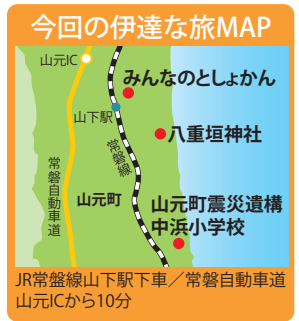 今回の伊達な旅MAP
山元IC
みんなのとしょかん
山下駅
八重垣神社
常磐線
常磐自動車道
山元町
山元町震災遺構
中浜小学校
JR常磐線山下駅下車／常磐自動車道
山元ICから10分